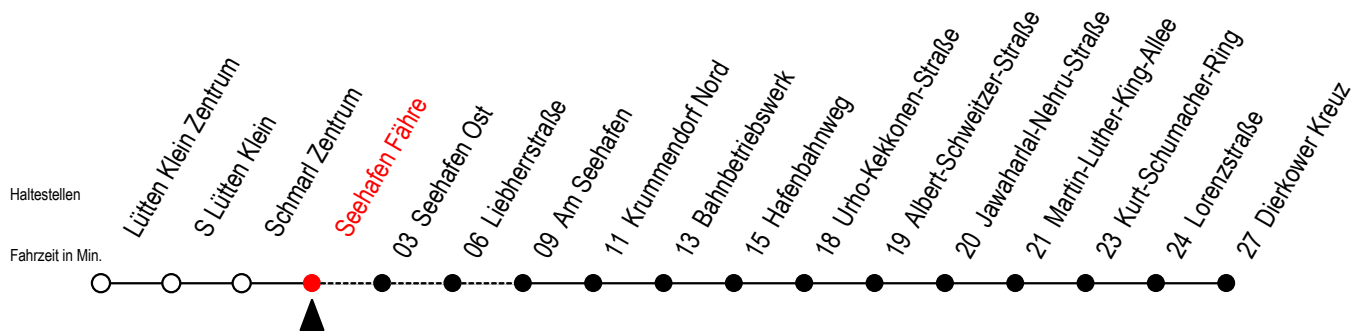 Haltestellen
Fahrzeit in Min.
Lütten Klein Zentrum
S Lütten Klein
Schmarl Zentrum
Seehafen Fähre
03 Seehafen Ost
06 Liebherrstraße
09 Am Seehafen
11 Krummendorf Nord
13 Bahnbetriebswerk
15 Hafenbahnweg
18 Urho-Kekkonen-Straße
19 Albert-Schweitzer-Straße
20 Jawaharlal-Nehru-Straße
21 Martin-Luther-King-Allee
23 Kurt-Schumacher-Ring
24 Lorenzstraße
27 Dierkower Kreuz